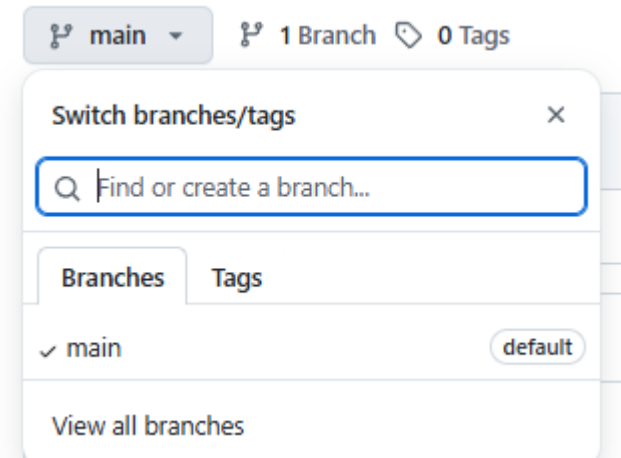 main 1 Branch 0 Tags
Switch branches/tags
Find or create a branch...
Branches Tags
main default
View all branches